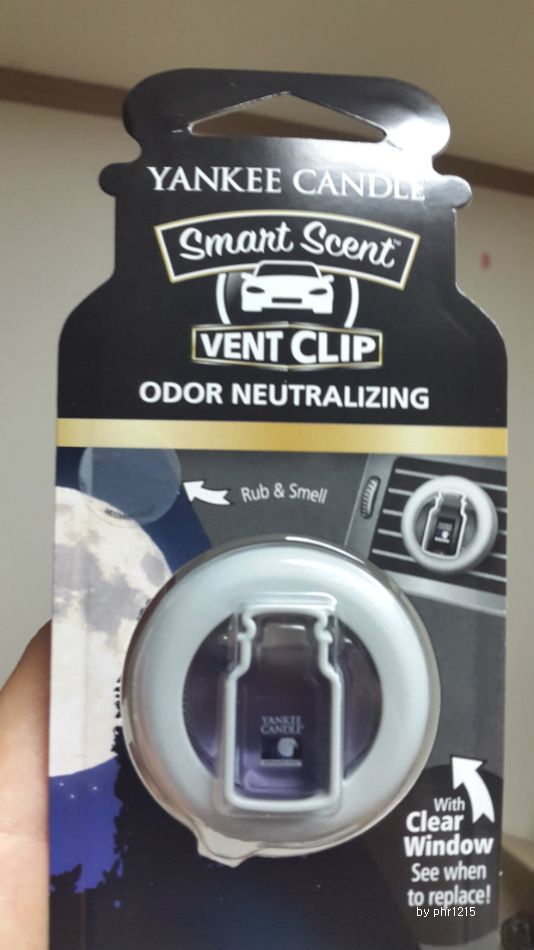 YANKEE CANDLE
Smart Scent™
VENT CLIP
ODOR NEUTRALIZING
Rub & Smell
YANKEE
CANDLE®
With
Clear
Window
See when
to replace!
by phr1215